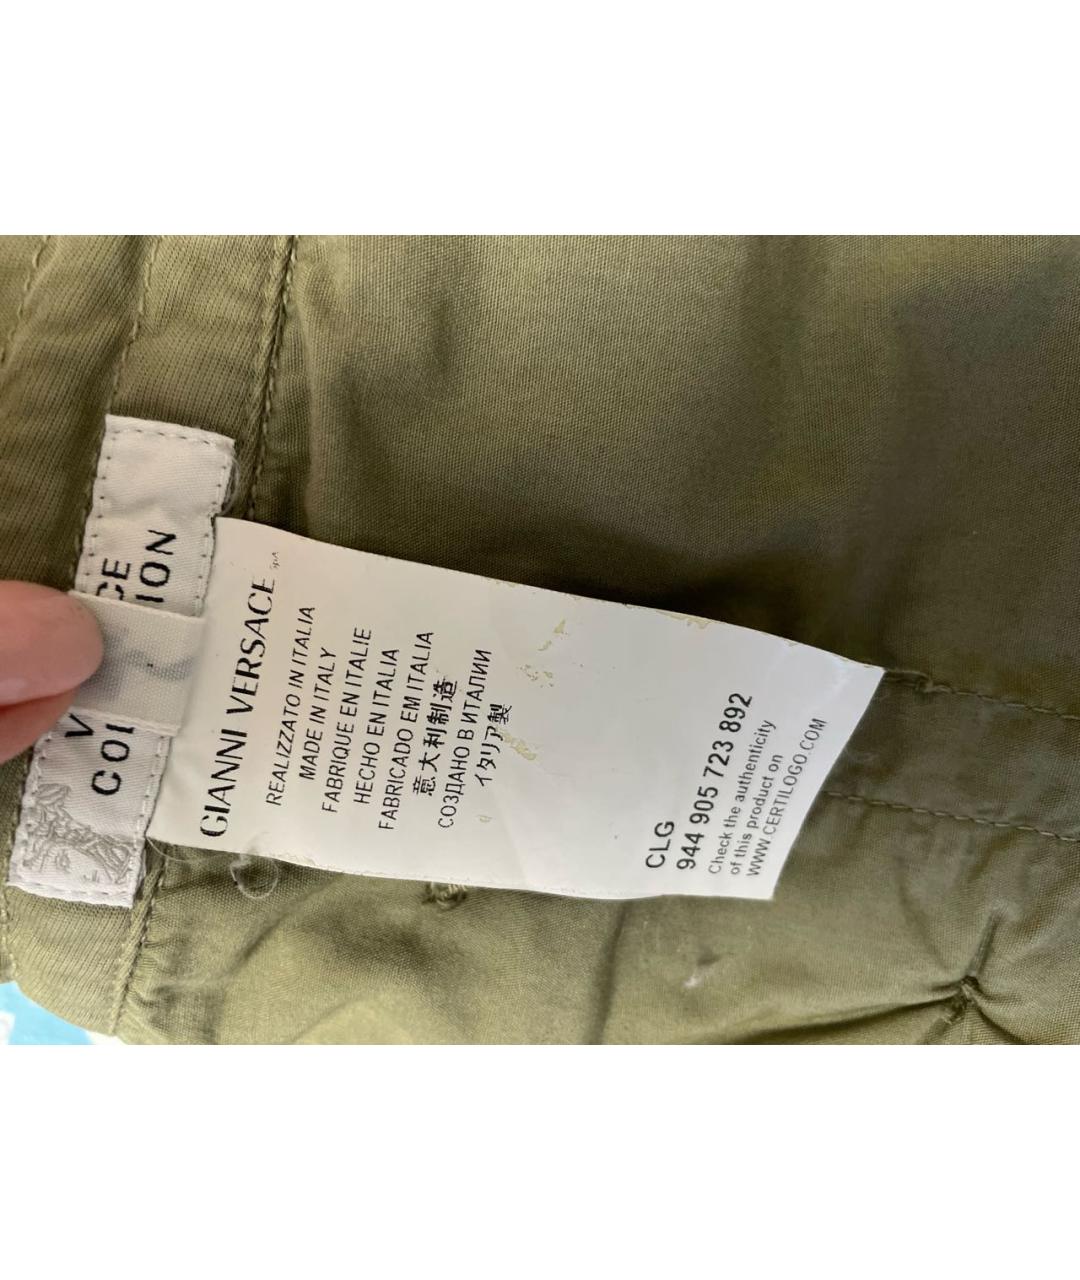 GIANNI VERSACE SpA
REALIZZATO IN ITALIA
MADE IN ITALY
FABRIQUE EN ITALIE
HECHO EN ITALIA
FABRICADO EM ITALIA
意大利制造
СОЗДАНО В ИТАЛИИ
イタリア製
CLG
944 905 723 892
Check the authenticity
of this product on
WWW.CERTILOGO.COM